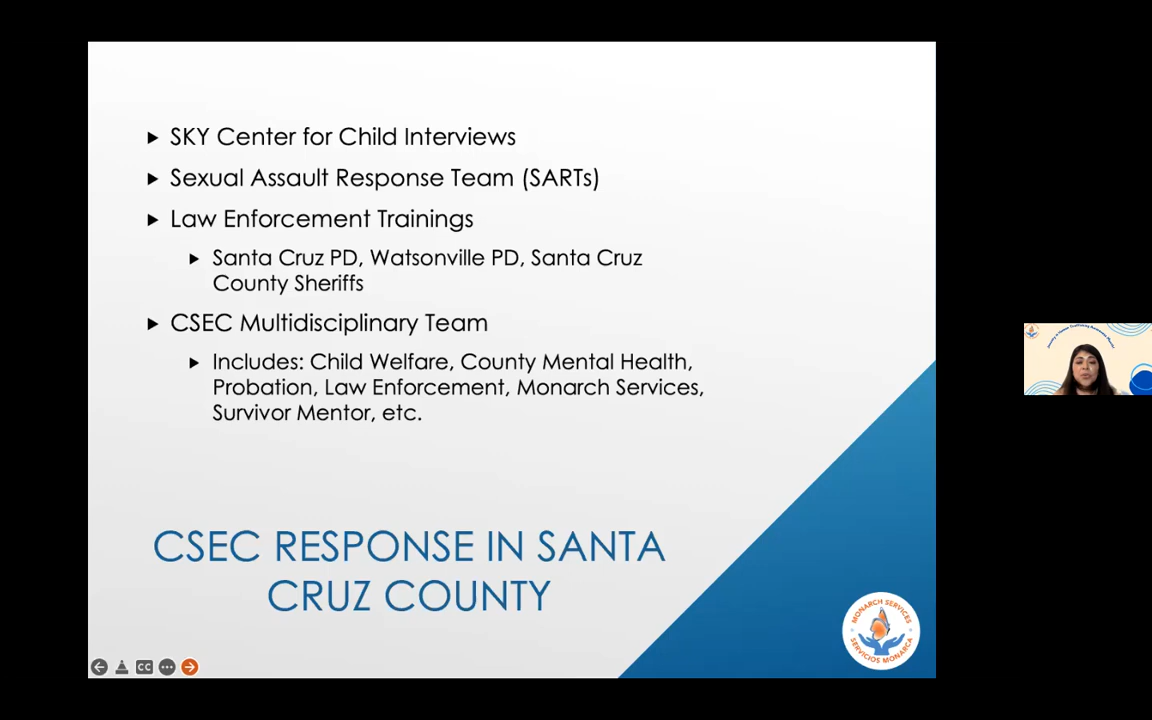 SKY Center for Child Interviews
Sexual Assault Response Team (SARTs)
Law Enforcement Trainings
Santa Cruz PD, Watsonville PD, Santa Cruz
County Sheriffs
CSEC Multidisciplinary Team
Includes: Child Welfare, County Mental Health,
Probation, Law Enforcement, Monarch Services,
Survivor Mentor, etc.
CSEC RESPONSE IN SANTA
CRUZ COUNTY
MONARCH SERVICES
SERVICIOS MONARCA
CC